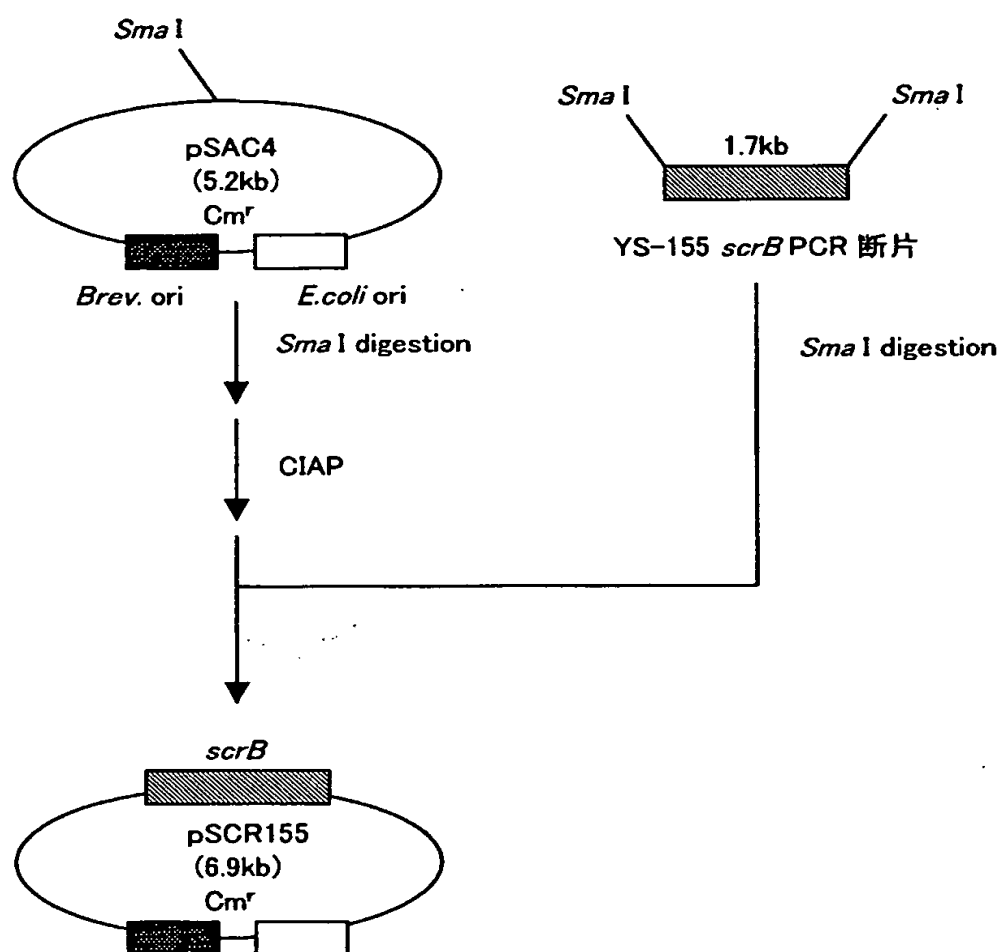 Sma I
pSAC4
(5.2kb)
Cmʳ
Brev. ori
E.coli ori
Sma I
Sma I
1.7kb
YS-155 scrB PCR 断片
Sma I digestion
Sma I digestion
CIAP
scrB
pSCR155
(6.9kb)
Cmʳ